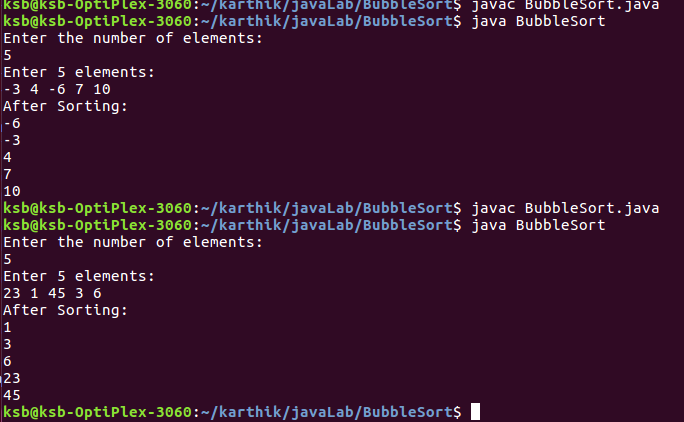 ksb@ksb-OptiPlex-3060:~/karthik/javaLab/BubbleSort$ javac BubbleSort.java
ksb@ksb-OptiPlex-3060:~/karthik/javaLab/BubbleSort$ java BubbleSort
Enter the number of elements:
5
Enter 5 elements:
-3 4 -6 7 10
After Sorting:
-6
-3
4
7
10
ksb@ksb-OptiPlex-3060:~/karthik/javaLab/BubbleSort$ javac BubbleSort.java
ksb@ksb-OptiPlex-3060:~/karthik/javaLab/BubbleSort$ java BubbleSort
Enter the number of elements:
5
Enter 5 elements:
23 1 45 3 6
After Sorting:
1
3
6
23
45
ksb@ksb-OptiPlex-3060:~/karthik/javaLab/BubbleSort$